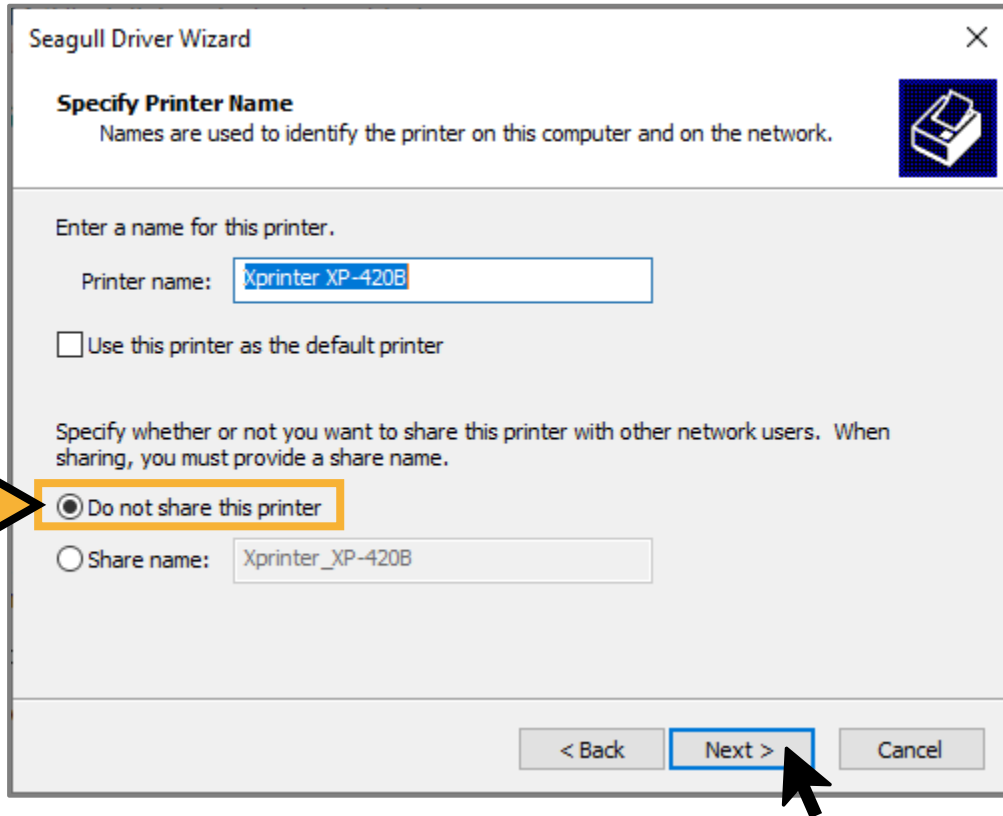 Seagull Driver Wizard
Specify Printer Name
Names are used to identify the printer on this computer and on the network.
Enter a name for this printer.
Printer name: Xprinter XP-420B
Use this printer as the default printer
Specify whether or not you want to share this printer with other network users. When
sharing, you must provide a share name.
Do not share this printer
Share name: Xprinter_XP-420B
< Back Next > Cancel